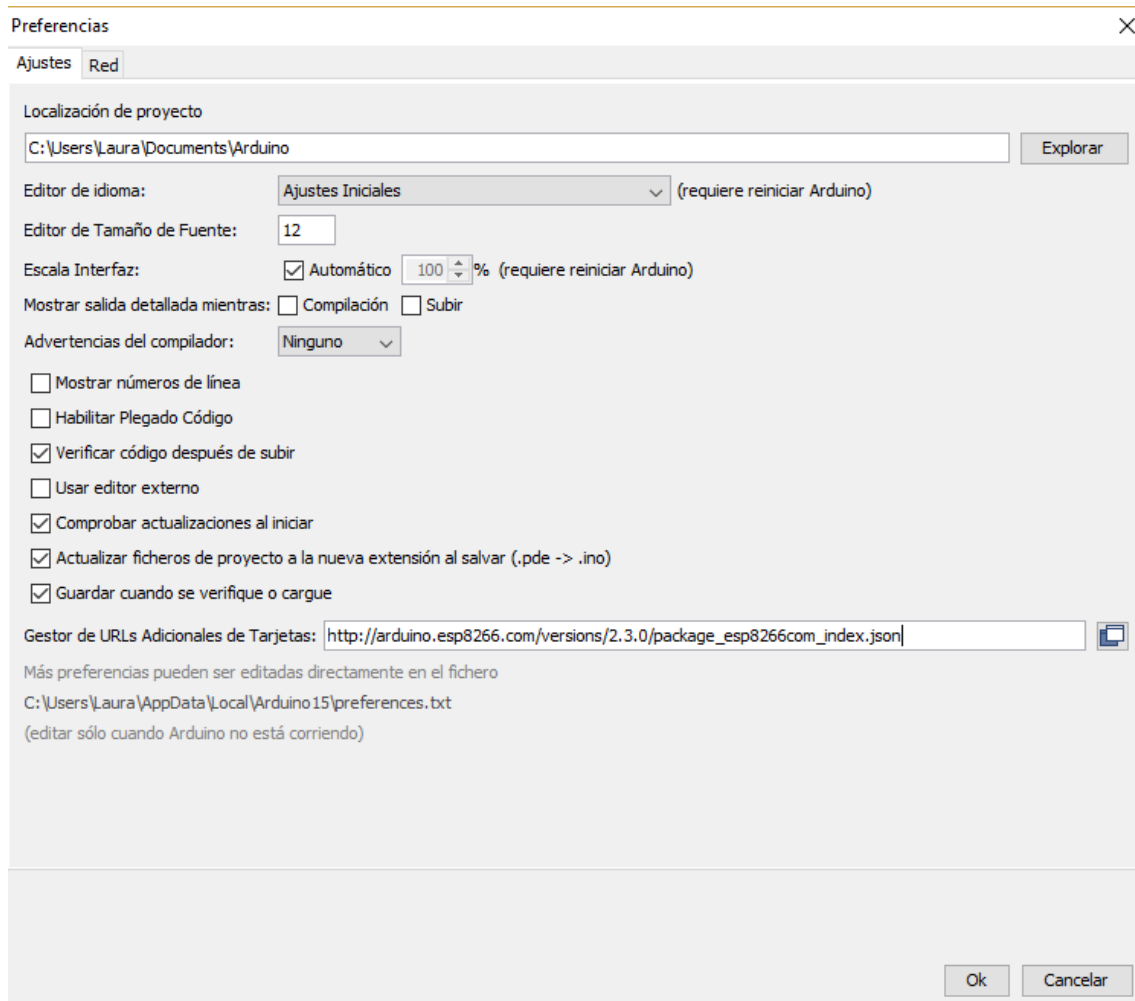 Preferencias
Ajustes Red
Localización de proyecto
C:\Users\Laura\Documents\Arduino Explorar
Editor de idioma: Ajustes Iniciales (requiere reiniciar Arduino)
Editor de Tamaño de Fuente: 12
Escala Interfaz: Automático 100 % (requiere reiniciar Arduino)
Mostrar salida detallada mientras: Compilación Subir
Advertencias del compilador: Ninguno
Mostrar números de línea
Habilitar Plegado Código
Verificar código después de subir
Usar editor externo
Comprobar actualizaciones al iniciar
Actualizar ficheros de proyecto a la nueva extensión al salvar (.pde -> .ino)
Guardar cuando se verifique o cargue
Gestor de URLs Adicionales de Tarjetas: http://arduino.esp8266.com/versions/2.3.0/package_esp8266com_index.json
Más preferencias pueden ser editadas directamente en el fichero
C:\Users\Laura\AppData\Local\Arduino15\preferences.txt
(editar sólo cuando Arduino no está corriendo)
Ok Cancelar